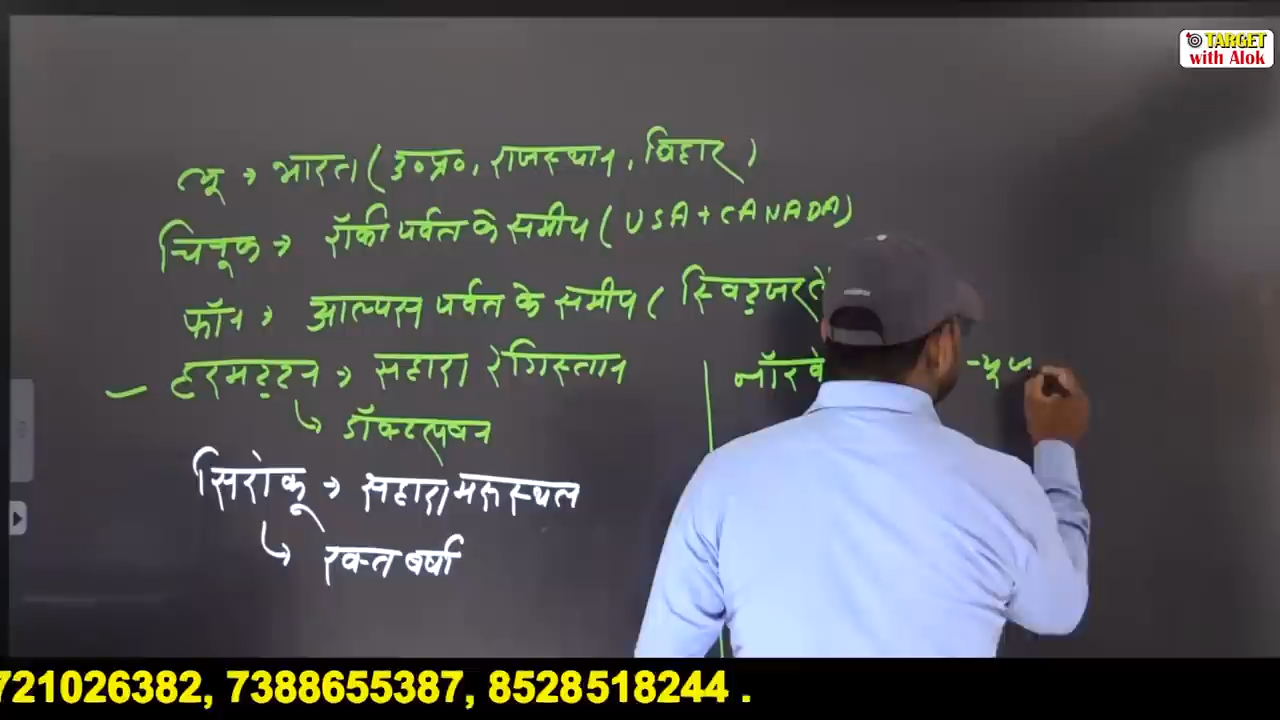 TARGET
with Alok
लू → भारत (उ०प्र०, राजस्थान, बिहार)
चिनूक → रॉकी पर्वत के समीप (USA + CANADA)
फॉन → आल्पस पर्वत के समीप (स्विट्जरलैं
– हरमट्टन → सहारा रेगिस्तान
नॉरवे
↳ डॉक्टर पवन
सिरॉकू → सहारा मरुस्थल
↳ रक्त बर्षा
721026382, 7388655387, 8528518244 .